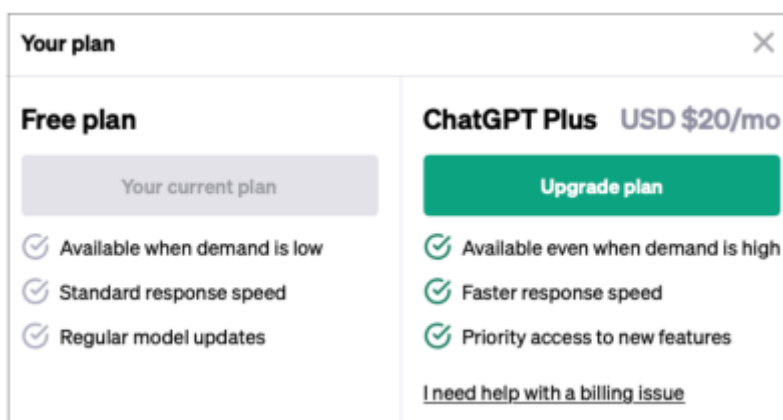 Your plan
Free plan
Your current plan
Available when demand is low
Standard response speed
Regular model updates
ChatGPT Plus USD $20/mo
Upgrade plan
Available even when demand is high
Faster response speed
Priority access to new features
I need help with a billing issue